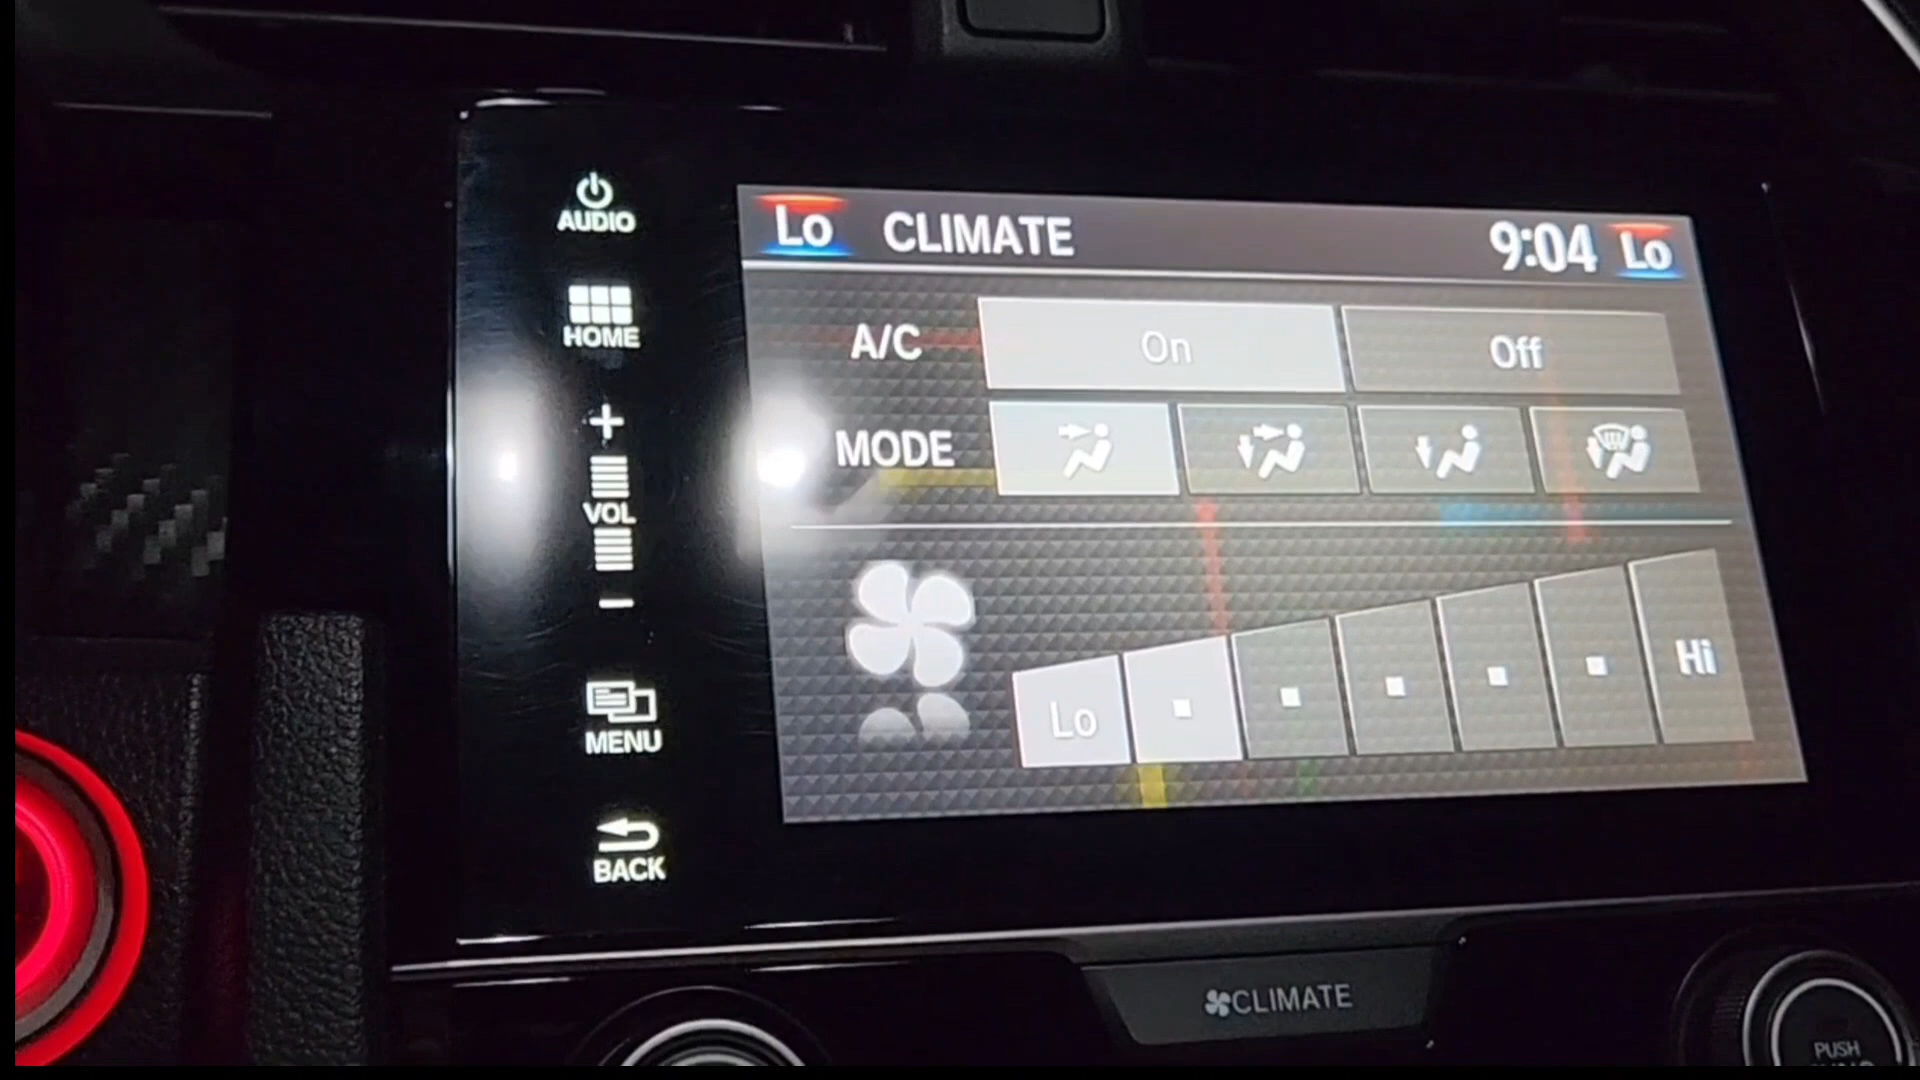 AUDIO
HOME
+
VOL
-
MENU
BACK
Lo CLIMATE 9:04 Lo
A/C On Off
MODE
Lo Hi
CLIMATE
PUSH